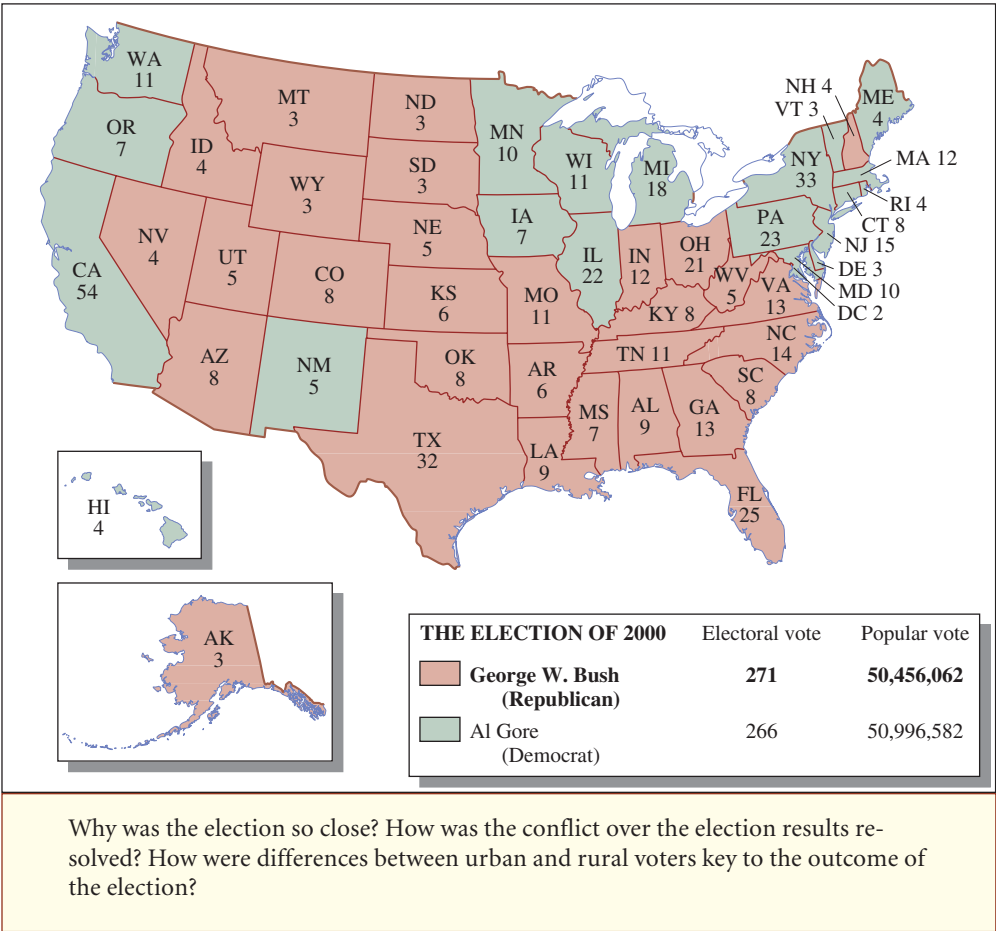 WA
11
OR
7
CA
54
ID
4
NV
4
MT
3
WY
3
UT
5
AZ
8
CO
8
NM
5
ND
3
SD
3
NE
5
KS
6
OK
8
TX
32
MN
10
IA
7
MO
11
AR
6
LA
9
WI
11
IL
22
MI
18
IN
12
OH
21
KY 8
TN 11
MS
7
AL
9
GA
13
FL
25
SC
8
NC
14
VA
13
WV
5
PA
23
NY
33
VT 3
NH 4
ME
4
MA 12
RI 4
CT 8
NJ 15
DE 3
MD 10
DC 2
HI
4
AK
3
THE ELECTION OF 2000 Electoral vote Popular vote
George W. Bush 271 50,456,062
(Republican)
Al Gore 266 50,996,582
(Democrat)
Why was the election so close? How was the conflict over the election results re-
solved? How were differences between urban and rural voters key to the outcome of
the election?